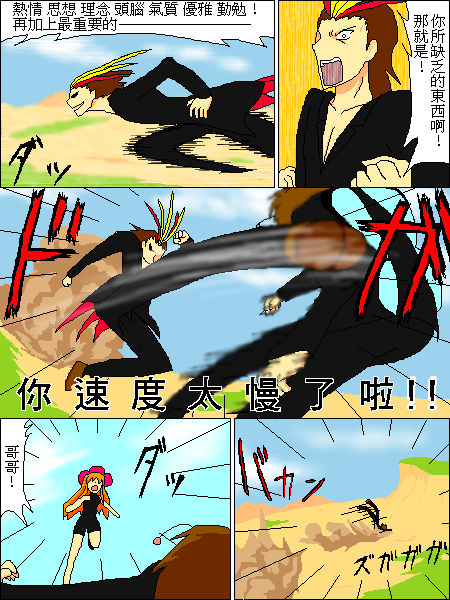 熱情 思想 理念 頭腦 氣質 優雅 勤勉！
再加上最重要的————
ダッ
你所缺乏的東西啊！
那就是！
ドガ
你速度太慢了啦!!
哥哥！
ダッ
バキャン
ズガガガ